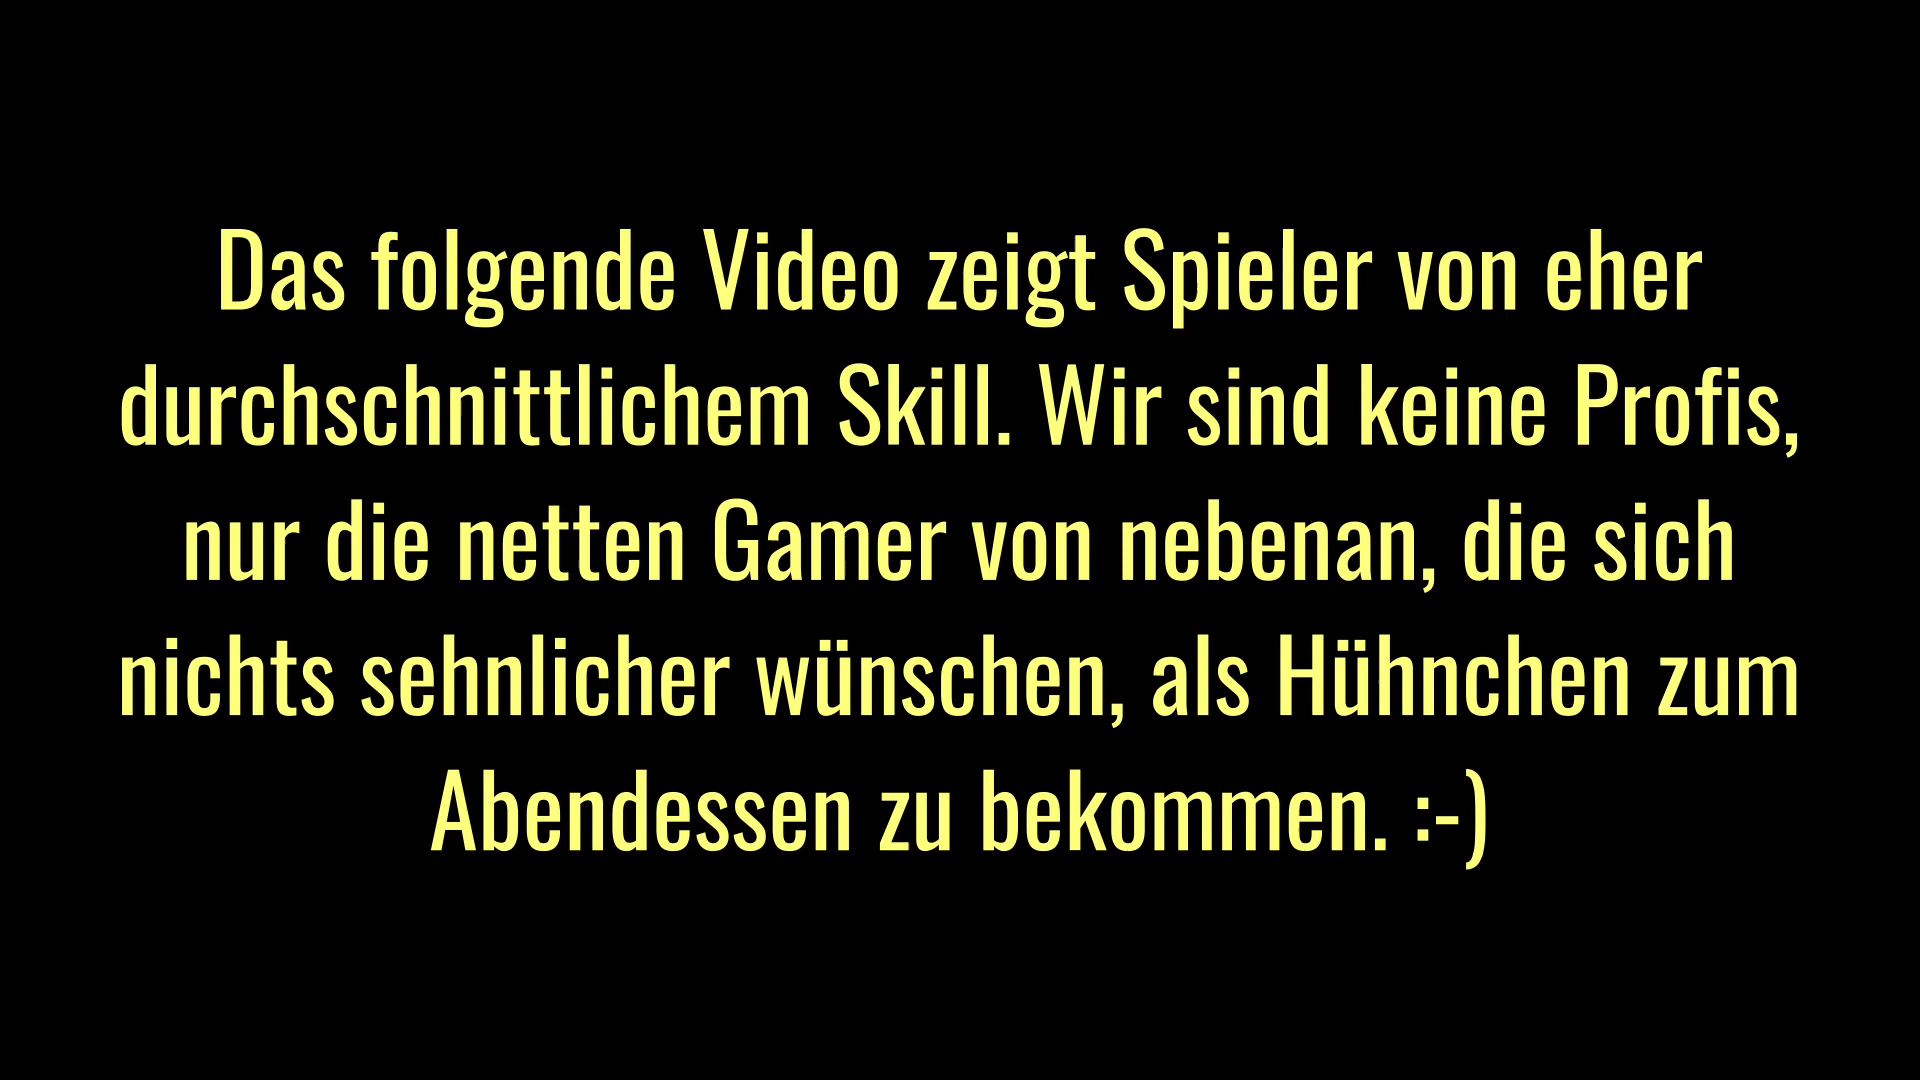 Das folgende Video zeigt Spieler von eher
durchschnittlichem Skill. Wir sind keine Profis,
nur die netten Gamer von nebenan, die sich
nichts sehnlicher wünschen, als Hühnchen zum
Abendessen zu bekommen. :-)